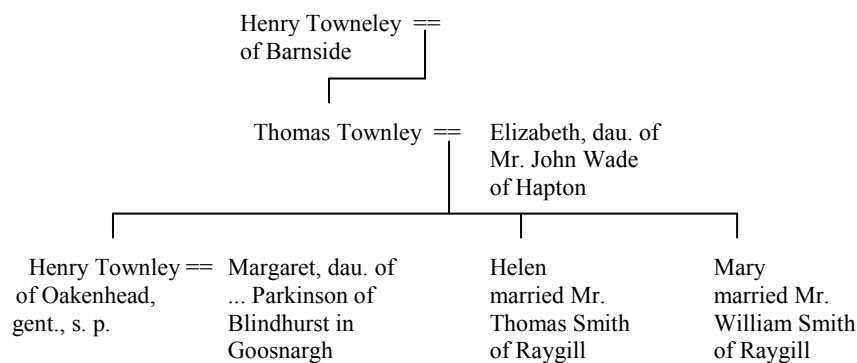 Henry Towneley ==
of Barnside
Thomas Townley ==
Elizabeth, dau. of
Mr. John Wade
of Hapton
Henry Townley ==
of Oakenhead,
gent., s. p.
Margaret, dau. of
... Parkinson of
Blindhurst in
Goosnargh
Helen
married Mr.
Thomas Smith
of Raygill
Mary
married Mr.
William Smith
of Raygill